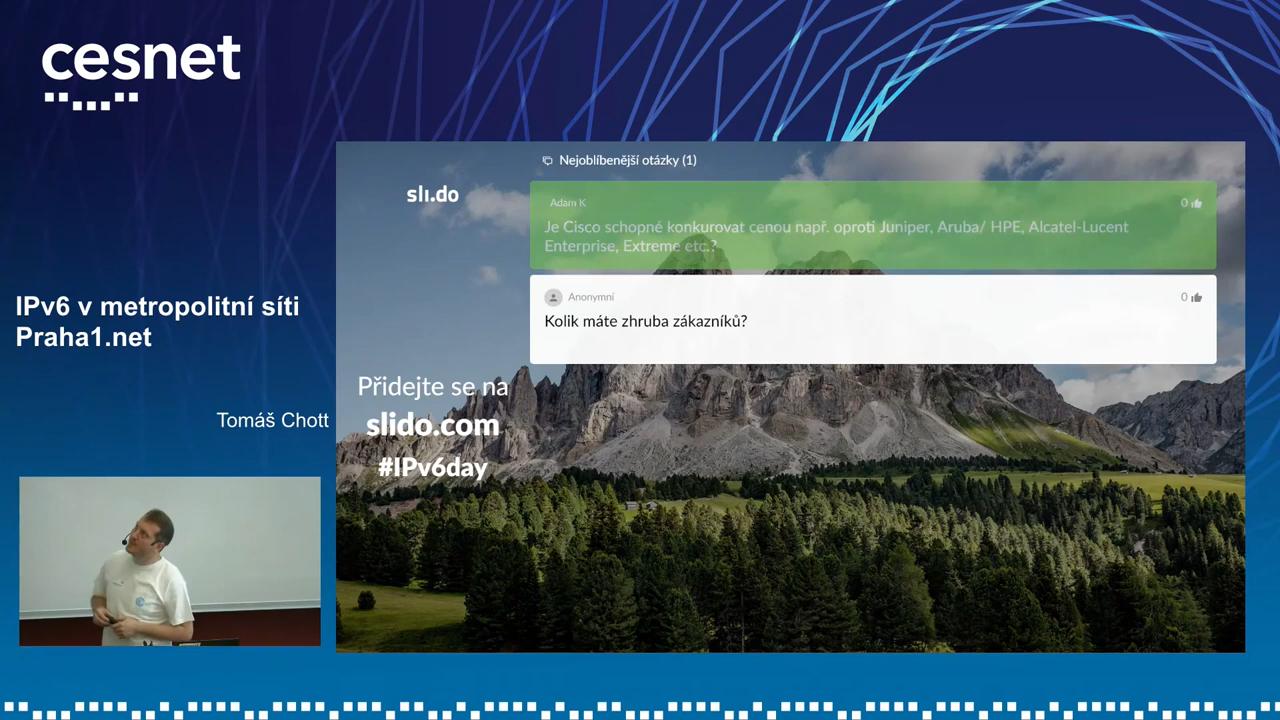 cesnet
IPv6 v metropolitní síti
Praha1.net
Tomáš Chott
sli.do
Přidejte se na
slido.com
#IPv6day
Nejoblíbenější otázky (1)
Adam K
0
Je Cisco schopné konkurovat cenou např. oproti Juniper, Aruba/ HPE, Alcatel-Lucent
Enterprise, Extreme etc.?
Anonymní
0
Kolik máte zhruba zákazníků?